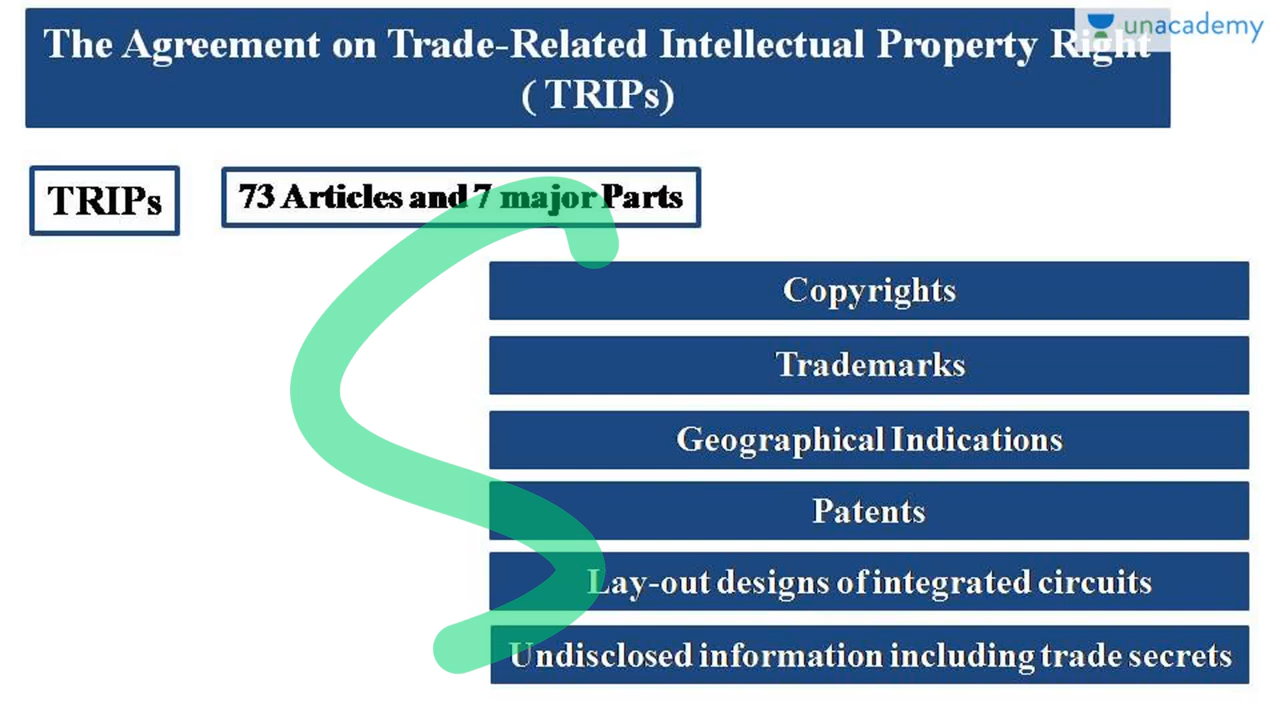 The Agreement on Trade-Related Intellectual Property Right
( TRIPs)
unacademy
TRIPs
73 Articles and 7 major Parts
Copyrights
Trademarks
Geographical Indications
Patents
Lay-out designs of integrated circuits
Undisclosed information including trade secrets